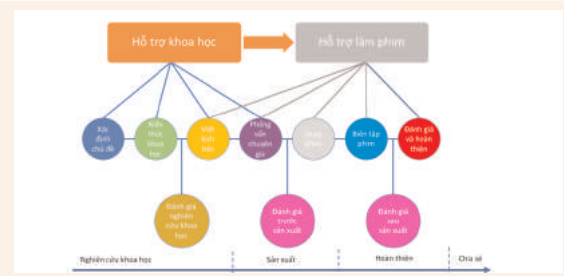 Hỗ trợ khoa học
Hỗ trợ làm phim
Xác
định
chủ đề
Kiến
thức khoa
học
Viết
kịch
bản
Phỏng
vấn chuyên
gia
phim
Biên tập
phim
Đánh giá
và hoàn
thiện
Đánh giá
nghiên
cứu khoa
học
Đánh giá
trước
sản xuất
Đánh giá
sau
sản xuất
Nghiên cứu khoa học
Sản xuất
Hoàn thiện
Chia sẻ